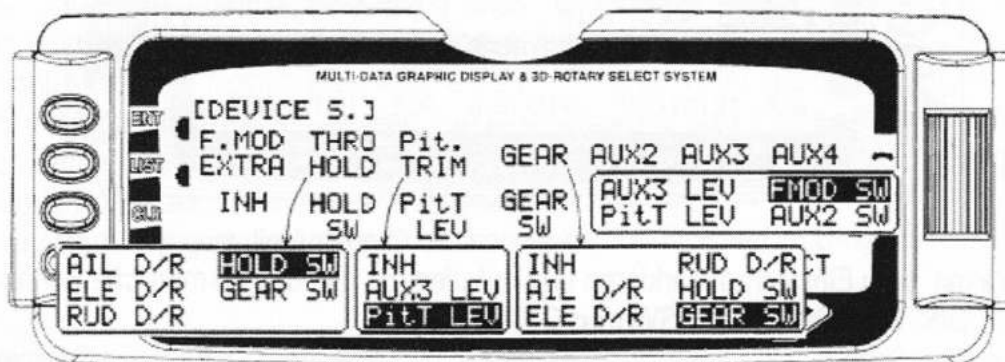 MULTI-DATA GRAPHIC DISPLAY & 3D-ROTARY SELECT SYSTEM
ENT
LIST
[DEVICE S.]
F.MOD THRO Pit. GEAR AUX2 AUX3 AUX4
EXTRA HOLD TRIM
INH HOLD SW PitT LEV GEAR SW
AUX3 LEV FMOD SW
PitT LEV AUX2 SW
AIL D/R HOLD SW
ELE D/R GEAR SW
RUD D/R
INH
AUX3 LEV
PitT LEV
INH RUD D/R
AIL D/R HOLD SW
ELE D/R GEAR SW
CT